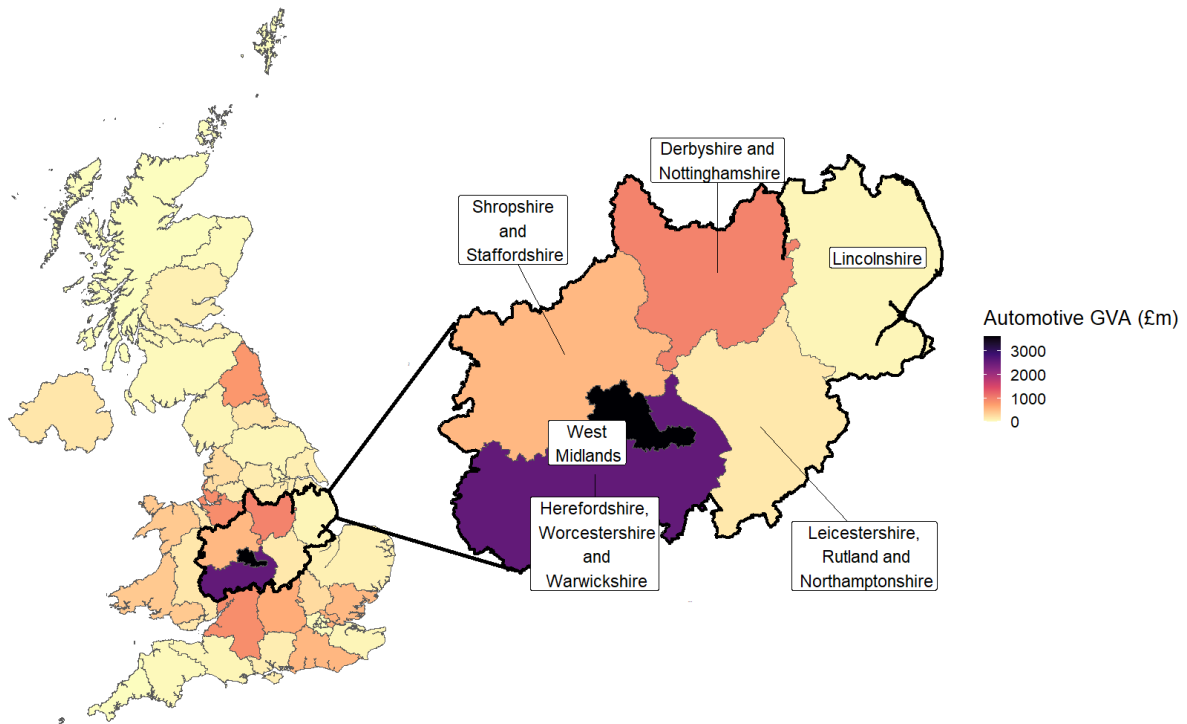 Derbyshire and
Nottinghamshire
Shropshire
and
Staffordshire
Lincolnshire
Automotive GVA (£m)
3000
2000
1000
0
West
Midlands
Herefordshire,
Worcestershire
and
Warwickshire
Leicestershire,
Rutland and
Northamptonshire